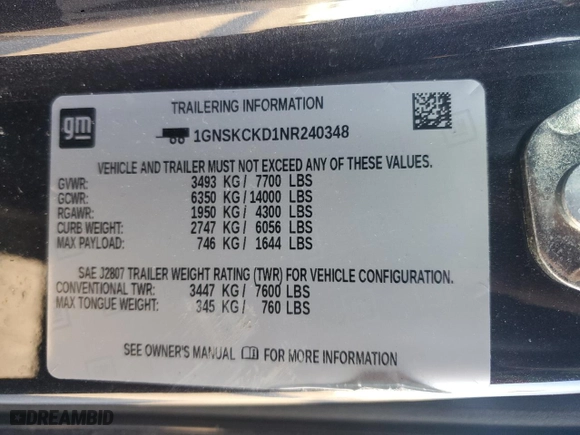 gm
TRAILERING INFORMATION
1GNSKCKD1NR240348
VEHICLE AND TRAILER MUST NOT EXCEED ANY OF THESE VALUES.
GVWR: 3493 KG / 7700 LBS
GCWR: 6350 KG / 14000 LBS
RGAWR: 1950 KG / 4300 LBS
CURB WEIGHT: 2747 KG / 6056 LBS
MAX PAYLOAD: 746 KG / 1644 LBS
SAE J2807 TRAILER WEIGHT RATING (TWR) FOR VEHICLE CONFIGURATION.
CONVENTIONAL TWR: 3447 KG / 7600 LBS
MAX TONGUE WEIGHT: 345 KG / 760 LBS
SEE OWNER'S MANUAL FOR MORE INFORMATION
DREAMBID